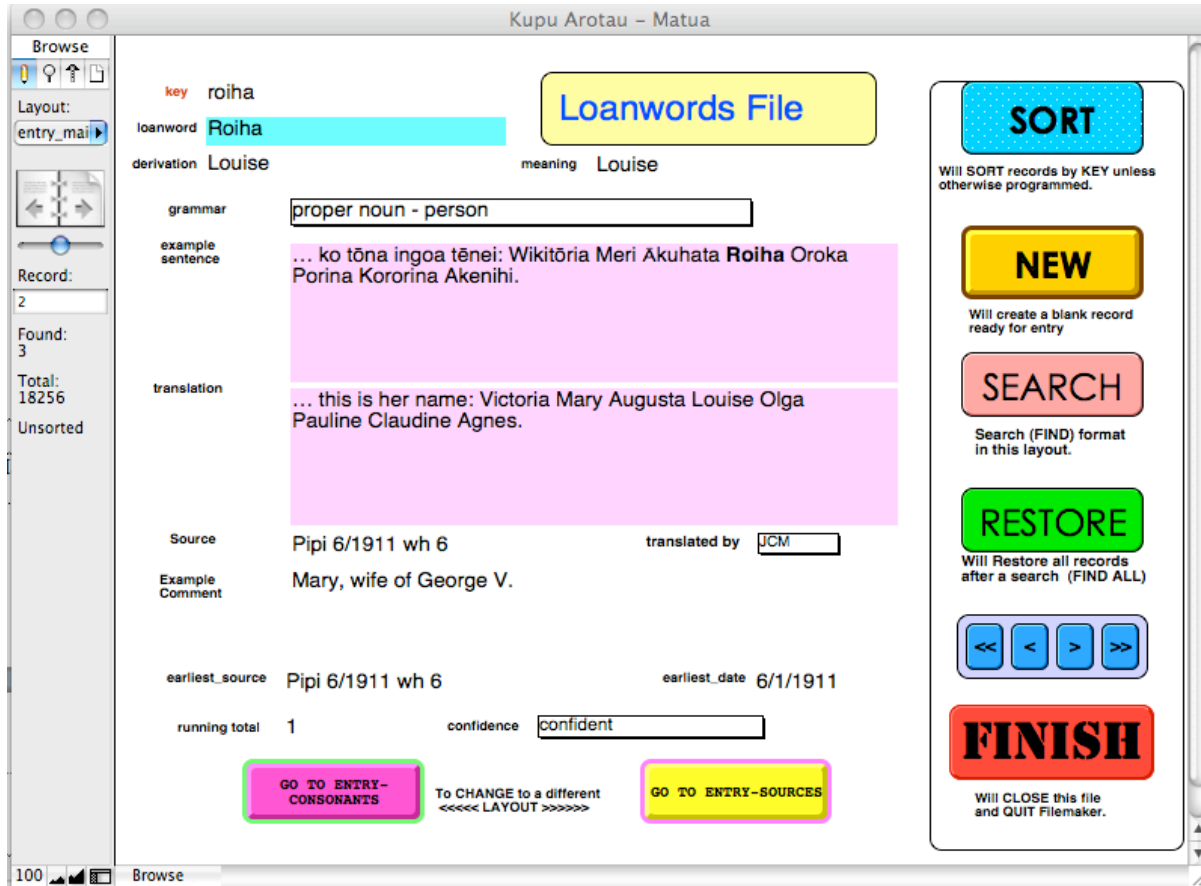 Kupu Arotau – Matua
Browse
Layout:
entry_mai
Record:
2
Found:
3
Total:
18256
Unsorted
key roiha
loanword Roiha
derivation Louise
meaning Louise
Loanwords File
grammar proper noun - person
example
sentence
... ko tōna ingoa tēnei: Wikitōria Meri Ākuhata Roiha Oroka
Porina Kororina Akenihi.
translation
... this is her name: Victoria Mary Augusta Louise Olga
Pauline Claudine Agnes.
Source Pipi 6/1911 wh 6
translated by JCM
Example
Comment
Mary, wife of George V.
earliest_source Pipi 6/1911 wh 6
earliest_date 6/1/1911
running total 1
confidence confident
GO TO ENTRY-
CONSONANTS
To CHANGE to a different
<<<<< LAYOUT >>>>>>
GO TO ENTRY-SOURCES
SORT
Will SORT records by KEY unless
otherwise programmed.
NEW
Will create a blank record
ready for entry
SEARCH
Search (FIND) format
in this layout.
RESTORE
Will Restore all records
after a search (FIND ALL)
<< < > >>
FINISH
Will CLOSE this file
and QUIT Filemaker.
100 Browse